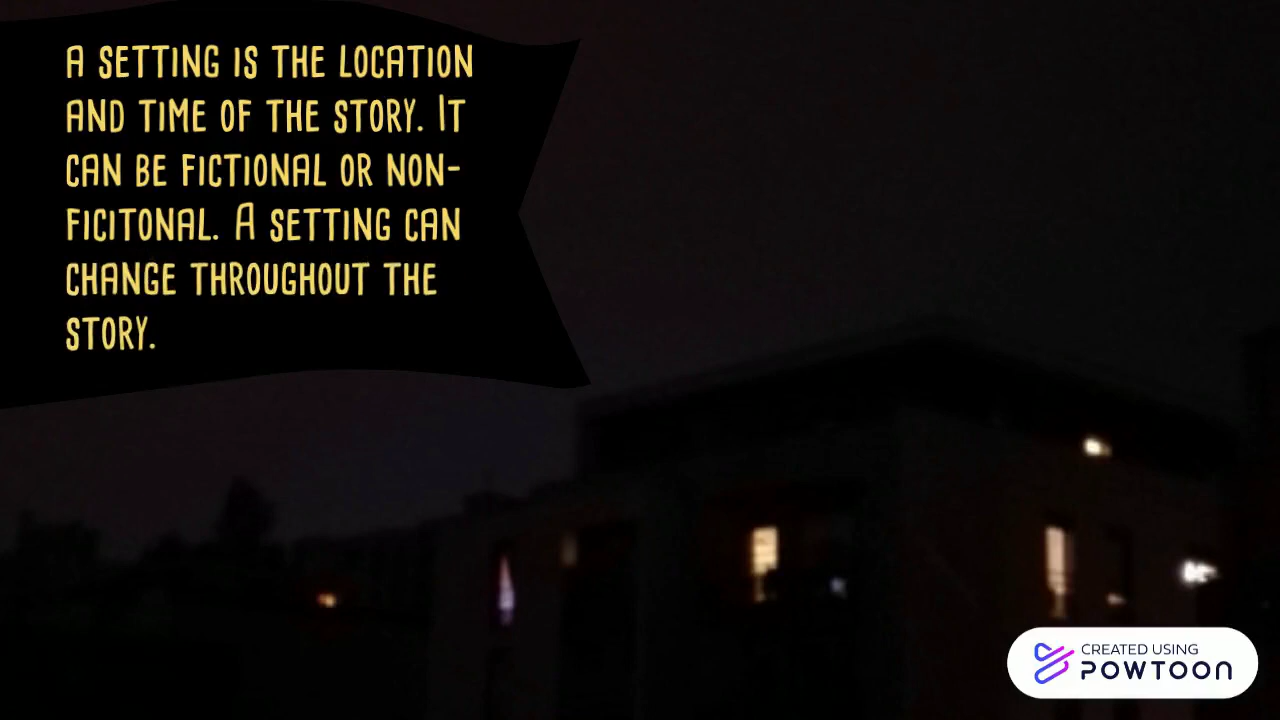 A SETTING IS THE LOCATION
AND TIME OF THE STORY. IT
CAN BE FICTIONAL OR NON-
FICITONAL. A SETTING CAN
CHANGE THROUGHOUT THE
STORY.
CREATED USING
POWTOON